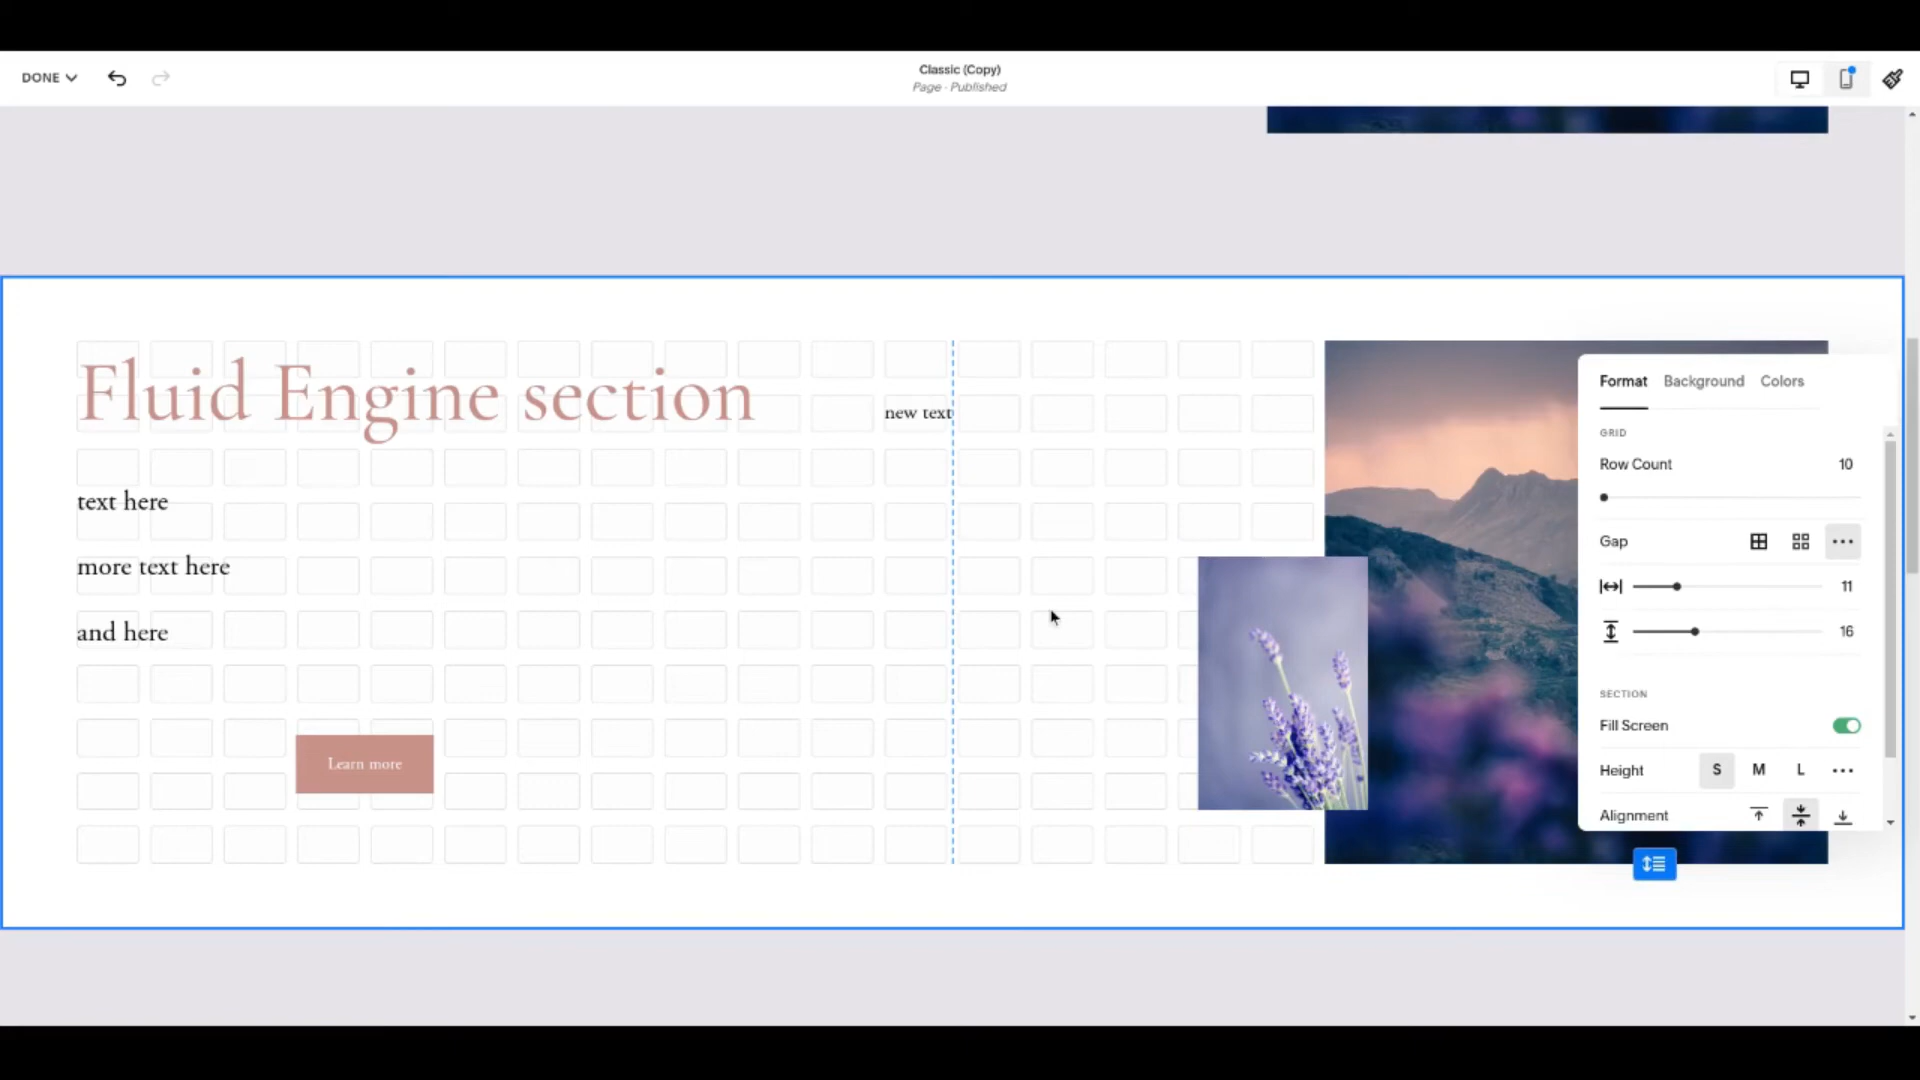 DONE
Classic (Copy)
Page · Published
Fluid Engine section
new text
text here
more text here
and here
Learn more
Format Background Colors
GRID
Row Count 10
Gap
11
16
SECTION
Fill Screen
Height S M L
Alignment